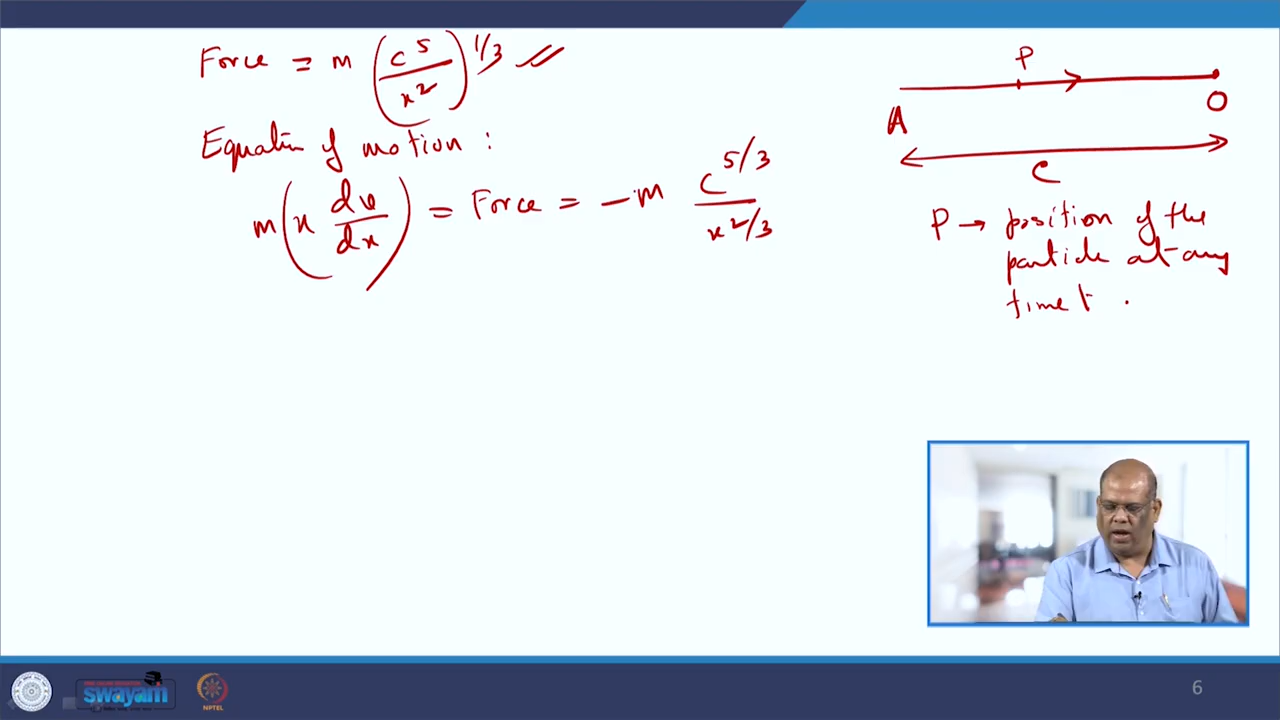 Force = m (c^5 / x^2)^{1/3}
Equation of motion :
m (x dv/dx) = Force = -m c^{5/3} / x^{2/3}
P
A O
C
P → position of the
particle at any
time t .
swayam
NPTEL
6